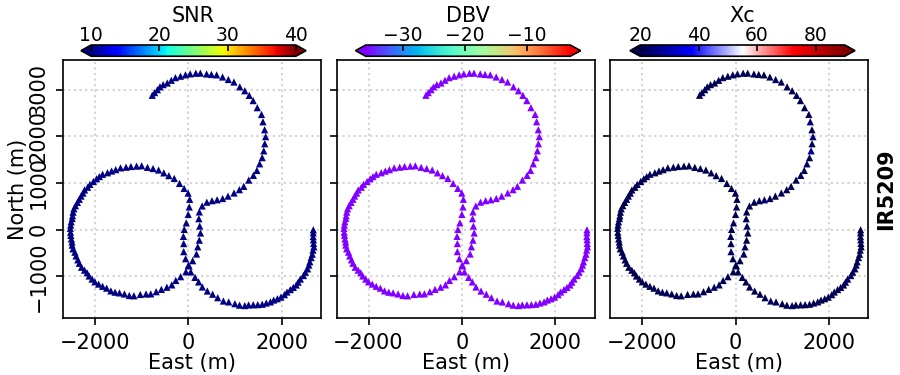 SNR DBV Xc
10 20 30 40 −30 −20 −10 20 40 60 80
North (m)
3000
2000
1000
0
−1000
IR5209
−2000 0 2000 −2000 0 2000 −2000 0 2000
East (m) East (m) East (m)